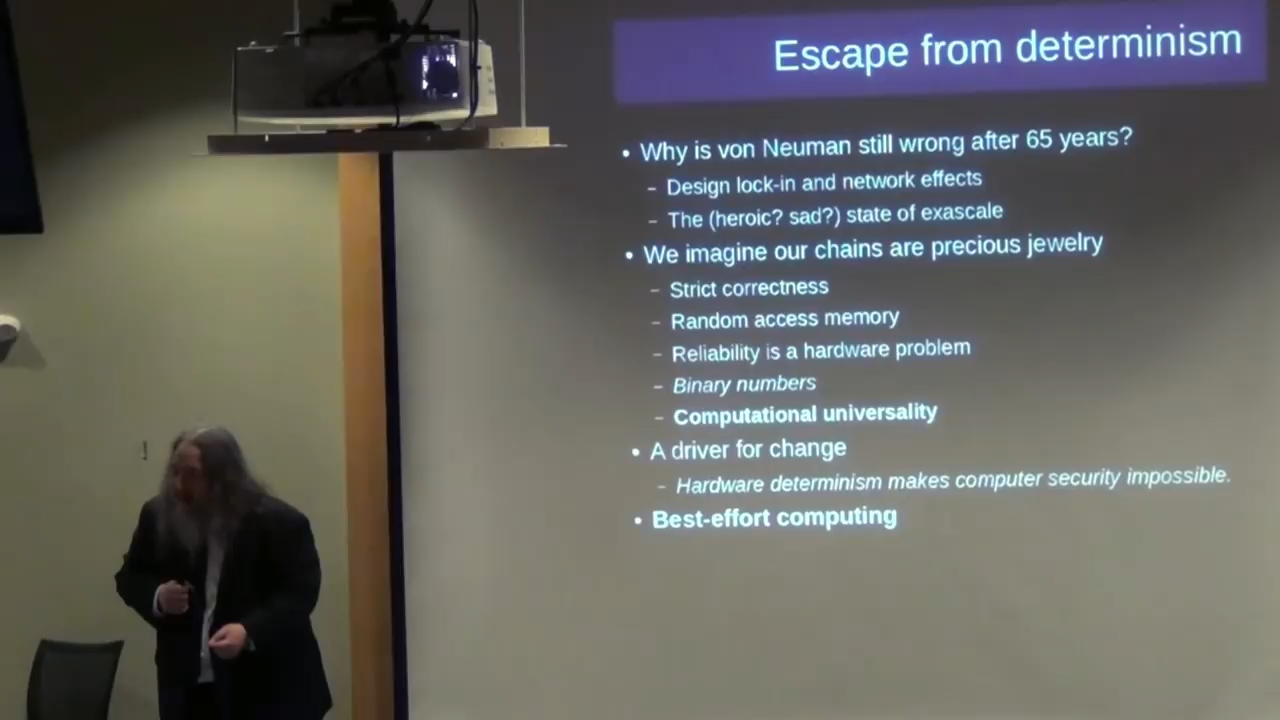 Escape from determinism
• Why is von Neuman still wrong after 65 years?
– Design lock-in and network effects
– The (heroic? sad?) state of exascale
• We imagine our chains are precious jewelry
– Strict correctness
– Random access memory
– Reliability is a hardware problem
– Binary numbers
– Computational universality
• A driver for change
– Hardware determinism makes computer security impossible.
• Best-effort computing